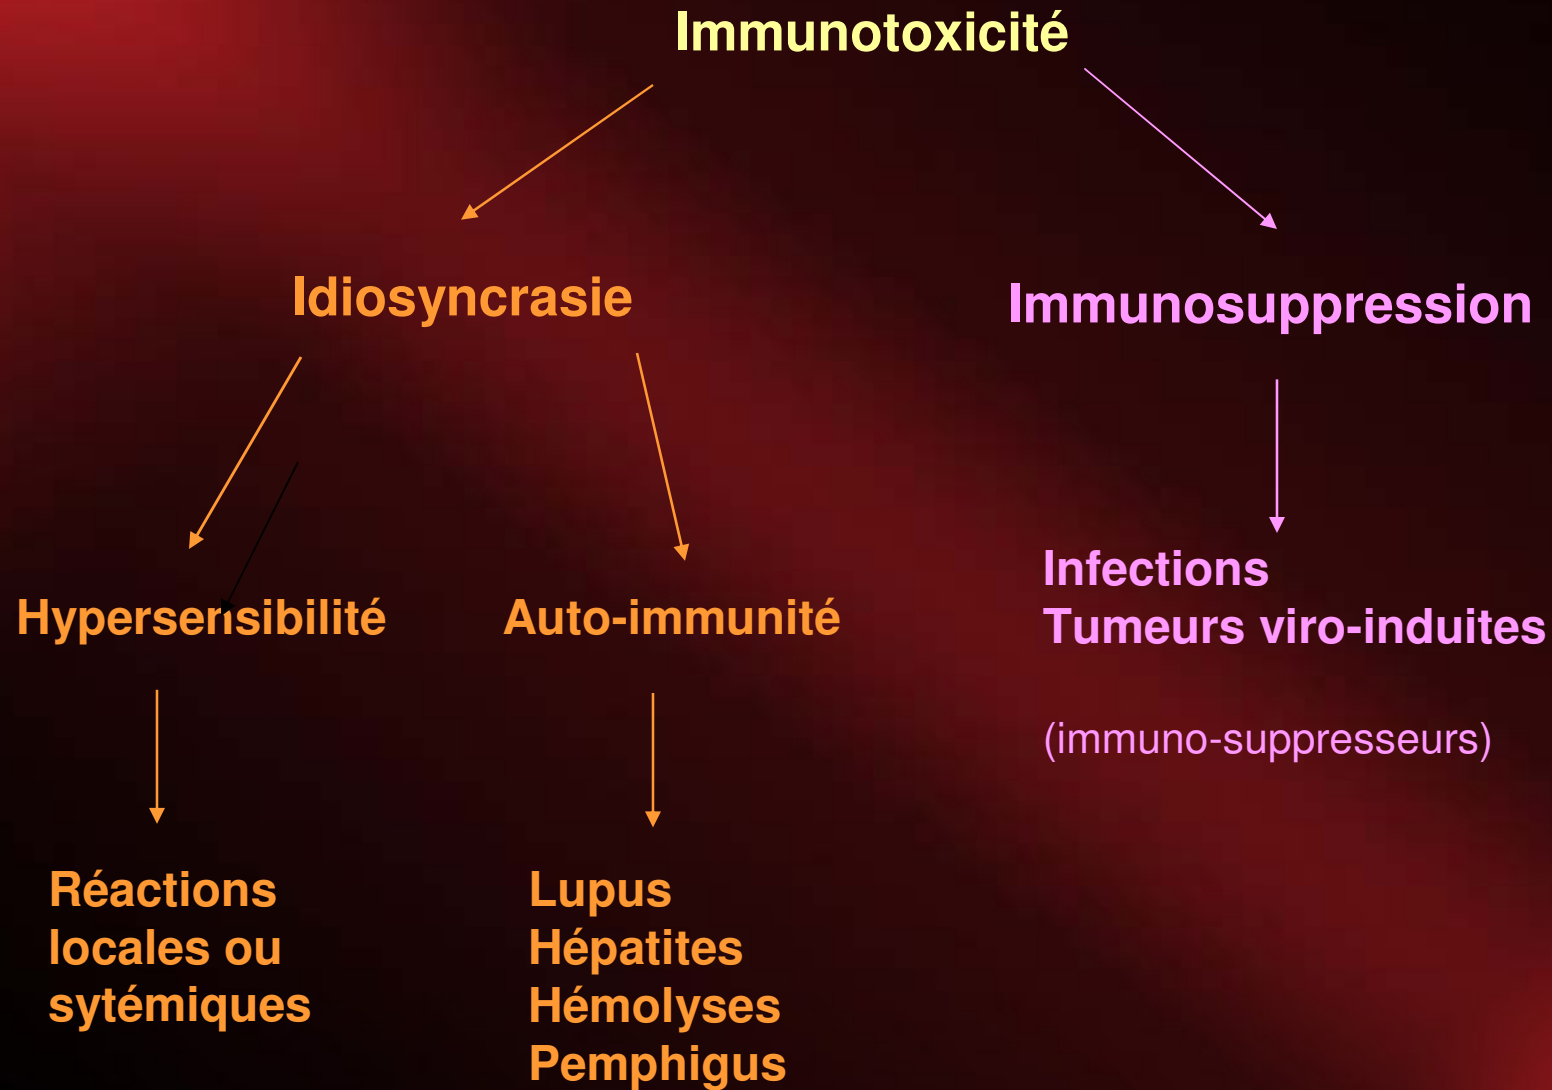 Immunotoxicité
Idiosyncrasie
Immunosuppression
Hypersensibilité
Auto-immunité
Infections
Tumeurs viro-induites
(immuno-suppresseurs)
Réactions
locales ou
sytémiques
Lupus
Hépatites
Hémolyses
Pemphigus